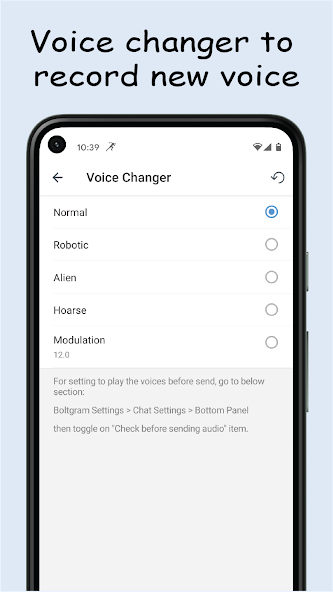 Voice changer to
record new voice
10:39
Voice Changer
Normal
Robotic
Alien
Hoarse
Modulation
12.0
For setting to play the voices before send, go to below
section:
Boltgram Settings > Chat Settings > Bottom Panel
then toggle on "Check before sending audio" item.